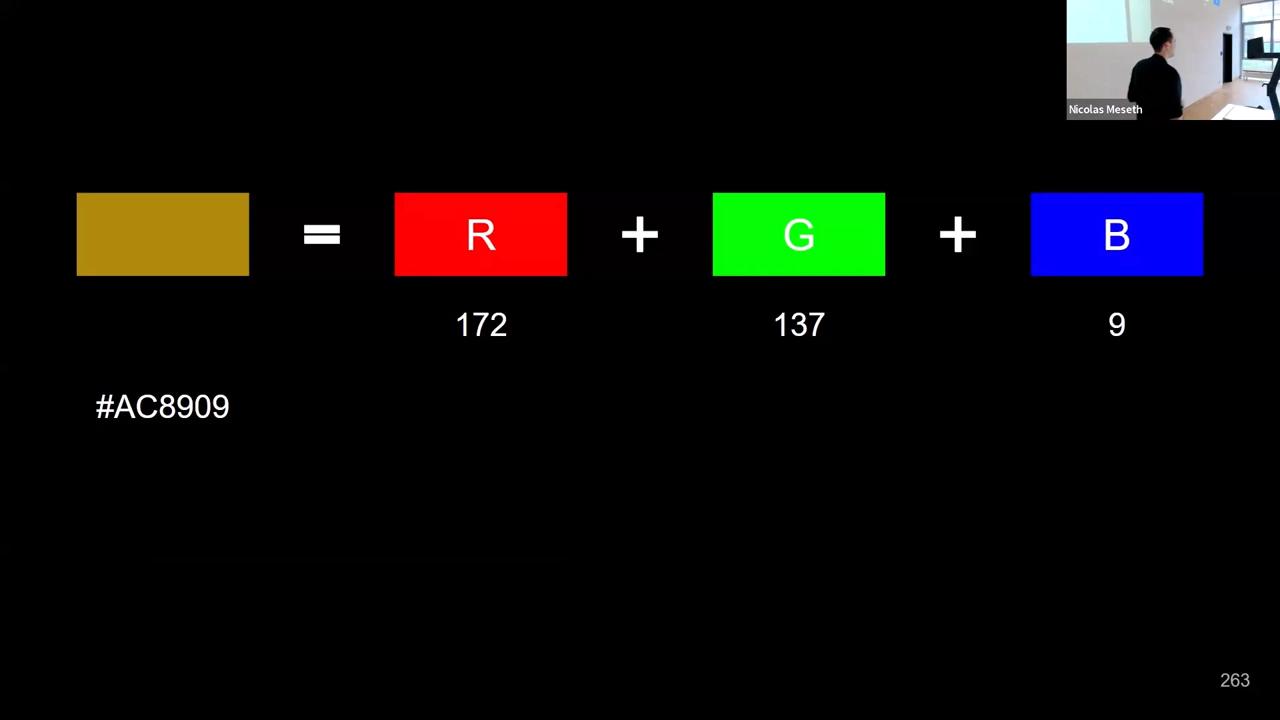 Nicolas Meseth
= R + G + B
172 137 9
#AC8909
263